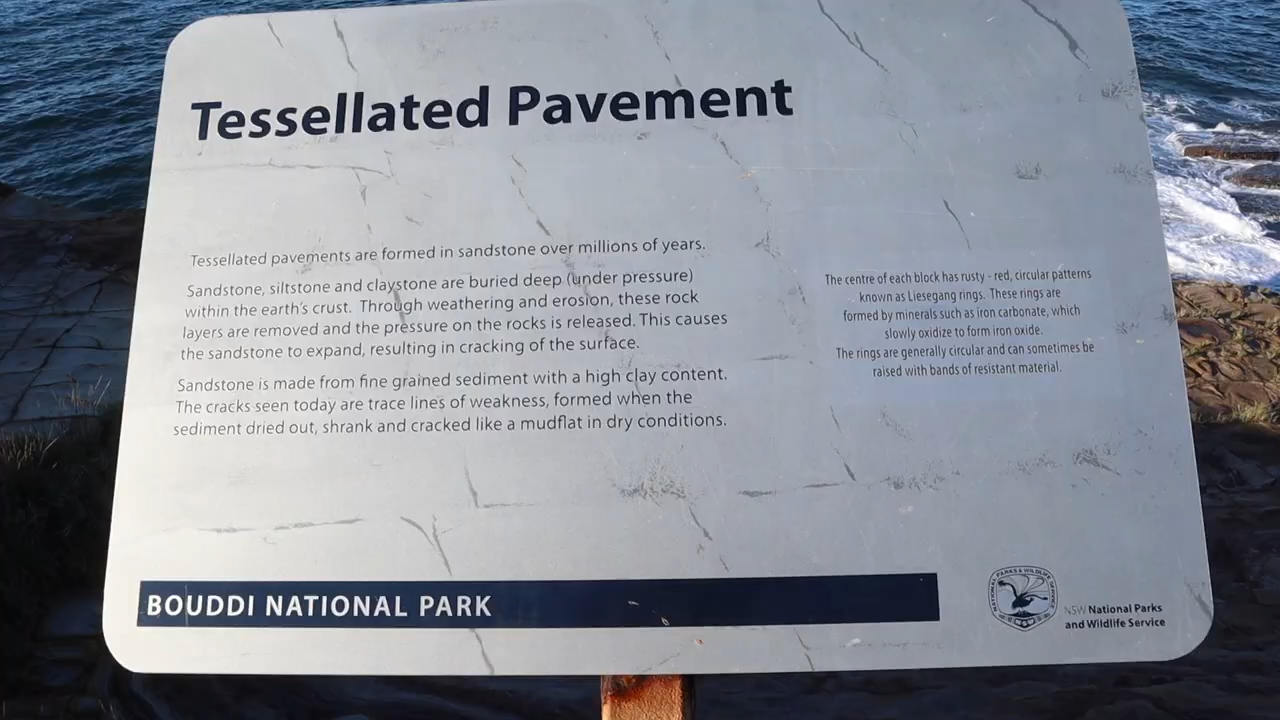 Tessellated Pavement
Tessellated pavements are formed in sandstone over millions of years.
Sandstone, siltstone and claystone are buried deep (under pressure)
within the earth's crust. Through weathering and erosion, these rock
layers are removed and the pressure on the rocks is released. This causes
the sandstone to expand, resulting in cracking of the surface.
Sandstone is made from fine grained sediment with a high clay content.
The cracks seen today are trace lines of weakness, formed when the
sediment dried out, shrank and cracked like a mudflat in dry conditions.
The centre of each block has rusty - red, circular patterns
known as Liesegang rings. These rings are
formed by minerals such as iron carbonate, which
slowly oxidize to form iron oxide.
The rings are generally circular and can sometimes be
raised with bands of resistant material.
BOUDDI NATIONAL PARK
NATIONAL PARKS & WILDLIFE SERVICE
NSW
NSW National Parks
and Wildlife Service